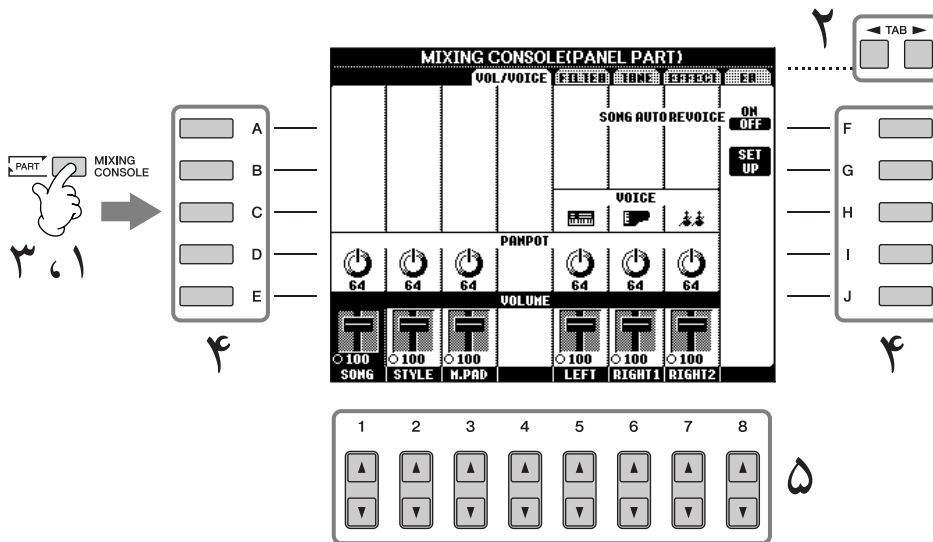 ۲
◄ TAB ►
MIXING CONSOLE(PANEL PART)
VOL/VOICE FILTER TUNE EFFECT EQ
A
B
C
D
E
PART
MIXING CONSOLE
۳،۱
۴
SONG AUTO REVOICE ON OFF
SET UP
VOICE
PANPOT
64 64 64 64 64 64
VOLUME
100 100 100 100 100 100
SONG STYLE M.PAD LEFT RIGHT1 RIGHT2
F
G
H
I
J
۴
1 2 3 4 5 6 7 8
۵